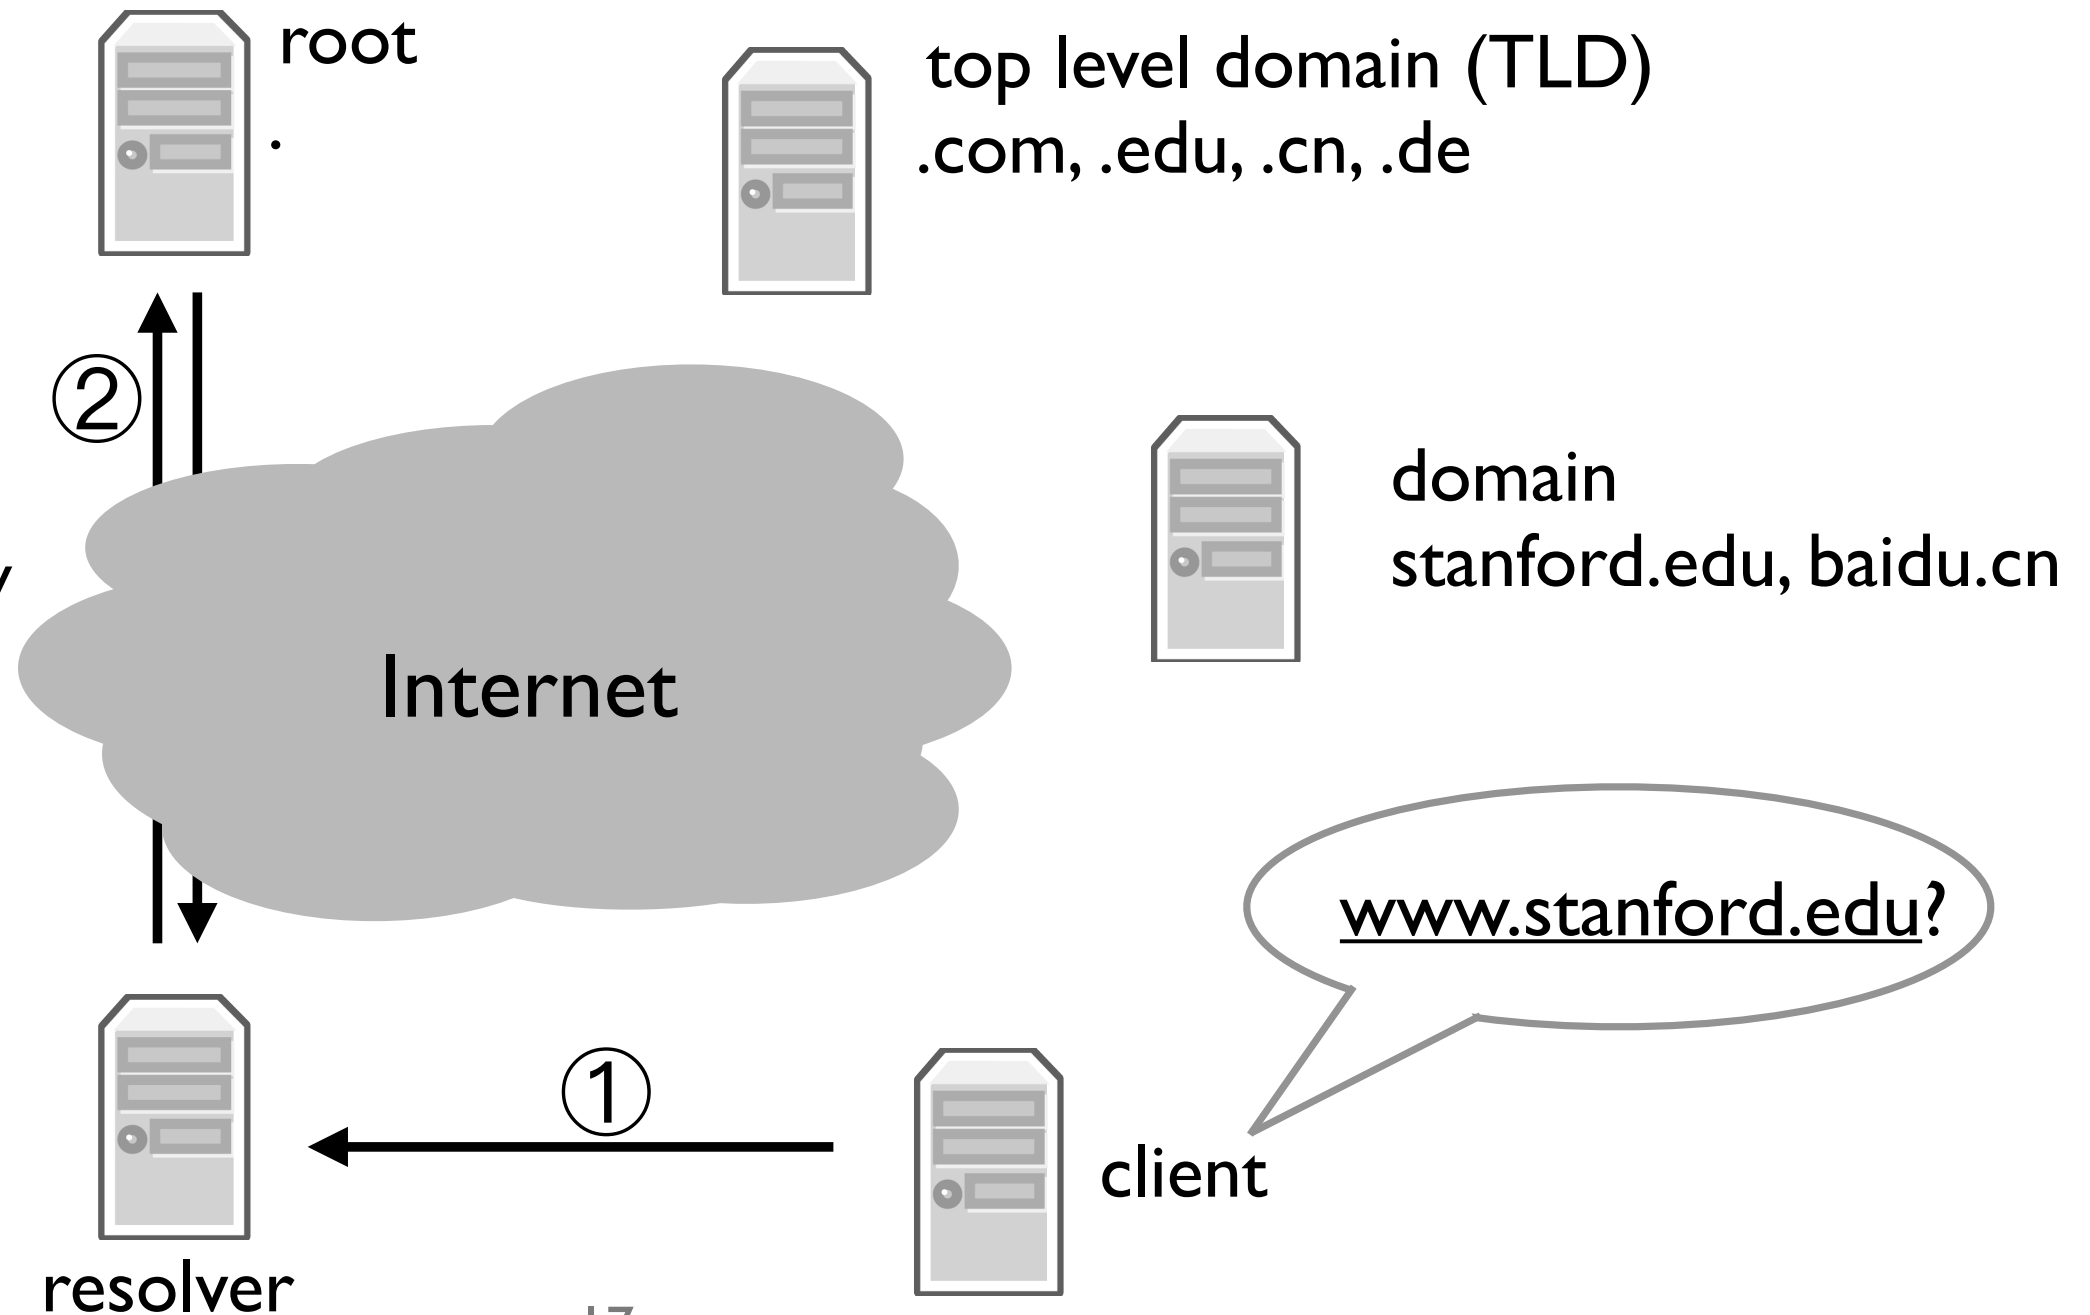 root
.
top level domain (TLD)
.com, .edu, .cn, .de
②
domain
stanford.edu, baidu.cn
Internet
www.stanford.edu?
①
client
resolver